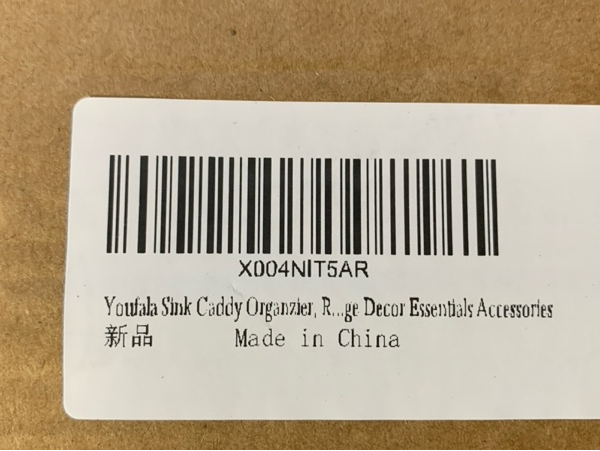 X004NIT5AR
Youfala Sink Caddy Organzier, R...ge Decor Essentials Accessories
新品 Made in China